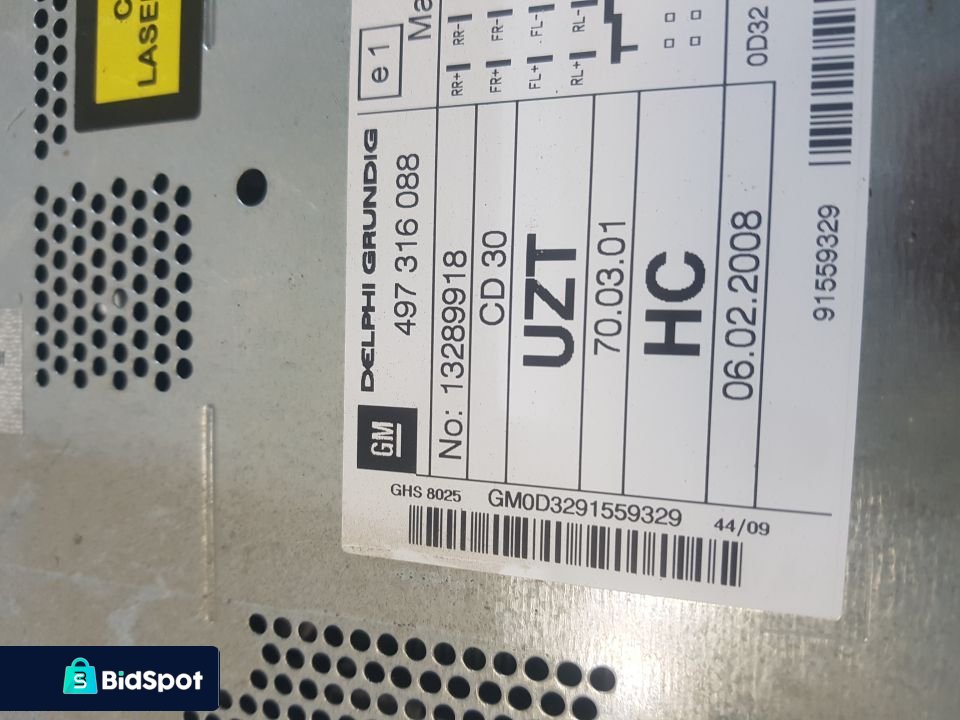 C
LASE
e 1
Ma
GM
DELPHI GRUNDIG
497 316 088
No: 13289918
CD 30
UZT
70.03.01
HC
06.02.2008
0D32
RR+ RR-
FR+ FR-
FL+ FL-
RL+ RL-
91559329
GHS 8025
GM0D3291559329
44/09
BidSpot